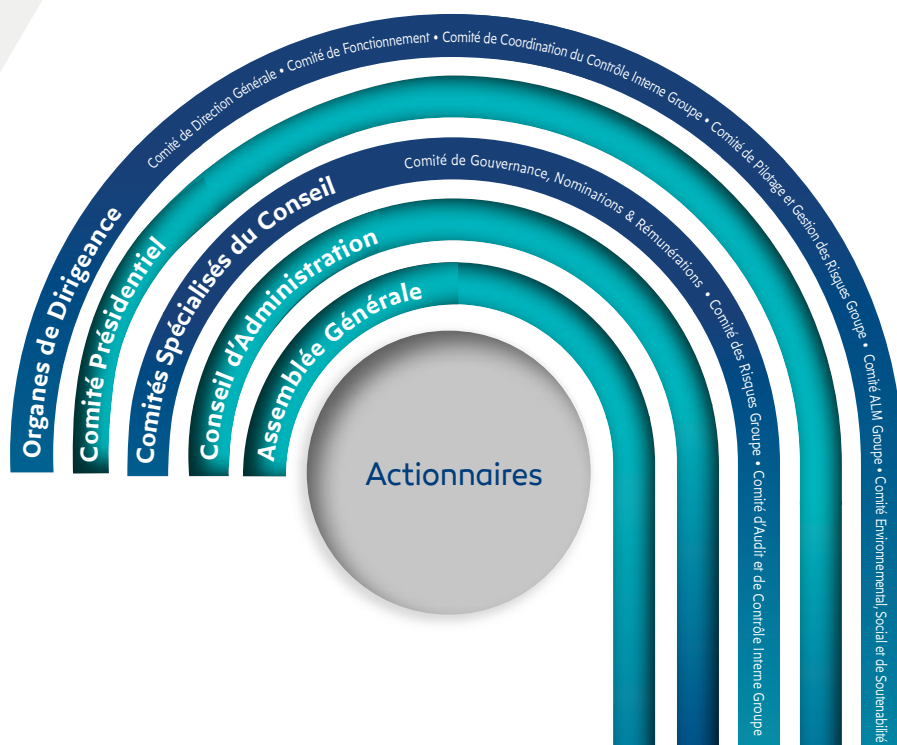 Organes de Dirigeance
Comité de Direction Générale • Comité de Fonctionnement • Comité de Coordination du Contrôle Interne Groupe • Comité de Pilotage et Gestion des Risques Groupe • Comité ALM Groupe • Comité Environnemental, Social et de Soutenabilité
Comité Présidentiel
Comités Spécialisés du Conseil
Comité de Gouvernance, Nominations & Rémunérations • Comité des Risques Groupe • Comité d'Audit et de Contrôle Interne Groupe
Conseil d'Administration
Assemblée Générale
Actionnaires